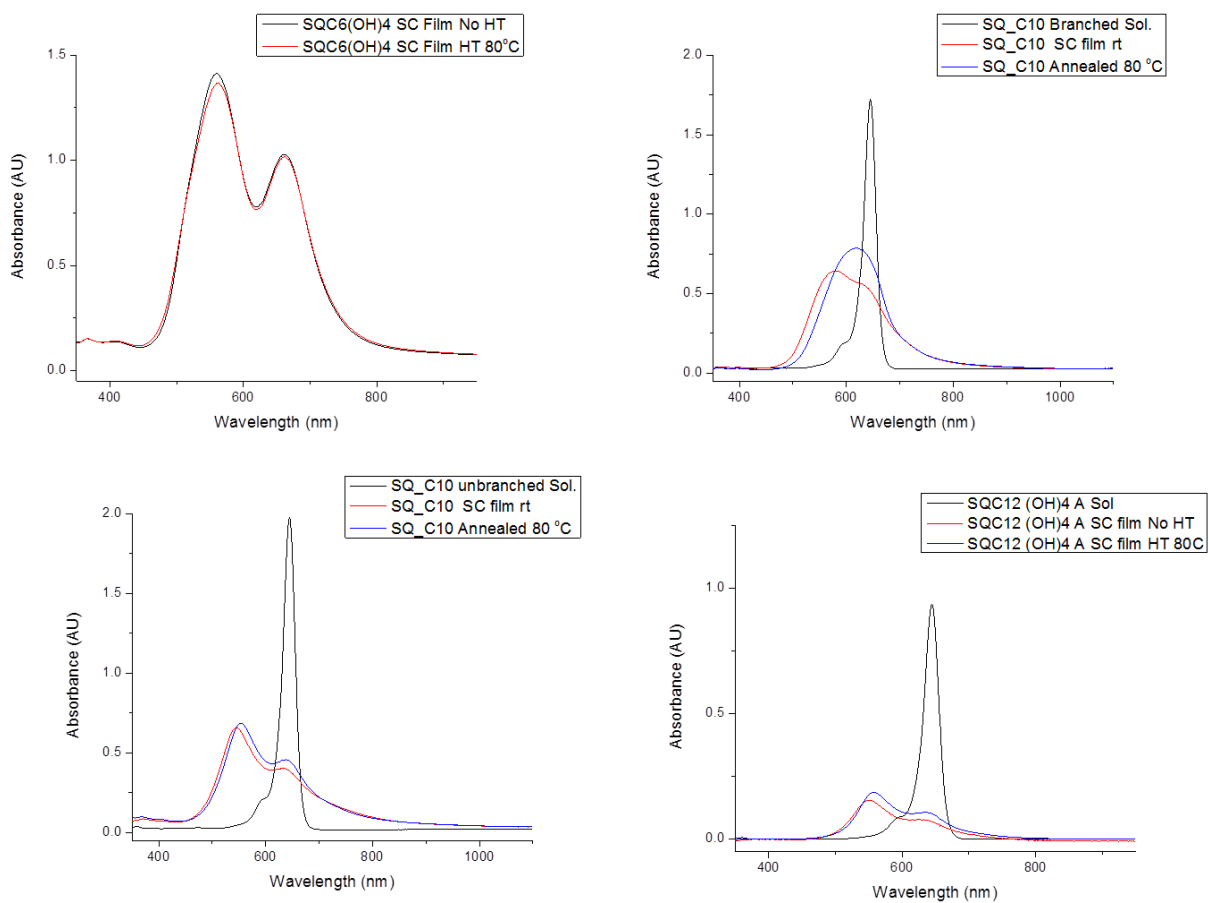 SQC6(OH)4 SC Film No HT
SQC6(OH)4 SC Film HT 80°C
1.5
1.0
0.5
0.0
Absorbance (AU)
400 600 800
Wavelength (nm)
SQ_C10 Branched Sol.
SQ_C10 SC film rt
SQ_C10 Annealed 80 °C
2.0
1.5
1.0
0.5
0.0
Absorbance (AU)
400 600 800 1000
Wavelength (nm)
SQ_C10 unbranched Sol.
SQ_C10 SC film rt
SQ_C10 Annealed 80 °C
2.0
1.5
1.0
0.5
0.0
Absorbance (AU)
400 600 800 1000
Wavelength (nm)
SQC12 (OH)4 A Sol
SQC12 (OH)4 A SC film No HT
SQC12 (OH)4 A SC film HT 80C
1.0
0.5
0.0
Absorbance (AU)
400 600 800
Wavelength (nm)